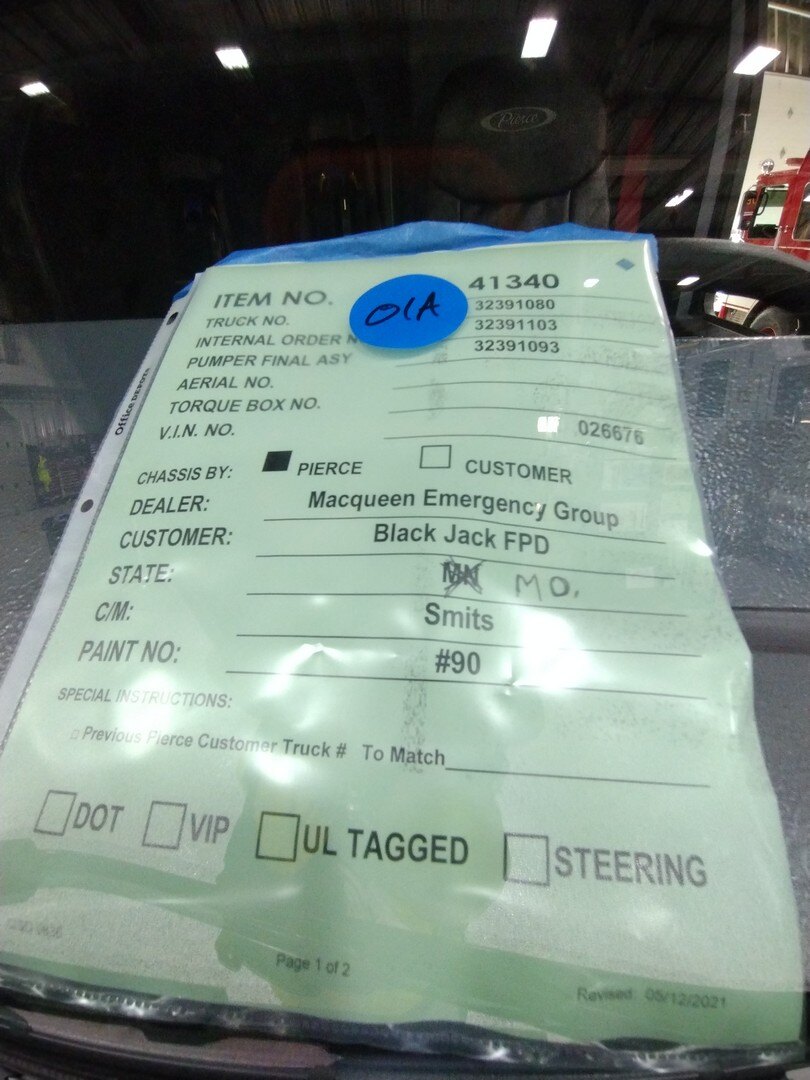 Pierce
ITEM NO. 41340
TRUCK NO. 32391080
INTERNAL ORDER N 32391103
PUMPER FINAL ASY 32391093
O1A
AERIAL NO.
TORQUE BOX NO.
V.I.N. NO. 026676
Office DEPOT
CHASSIS BY: PIERCE CUSTOMER
DEALER: Macqueen Emergency Group
CUSTOMER: Black Jack FPD
STATE: MN MO.
C/M: Smits
PAINT NO: #90
SPECIAL INSTRUCTIONS:
Previous Pierce Customer Truck # To Match
DOT VIP UL TAGGED STEERING
Page 1 of 2
Revised: 05/12/2021